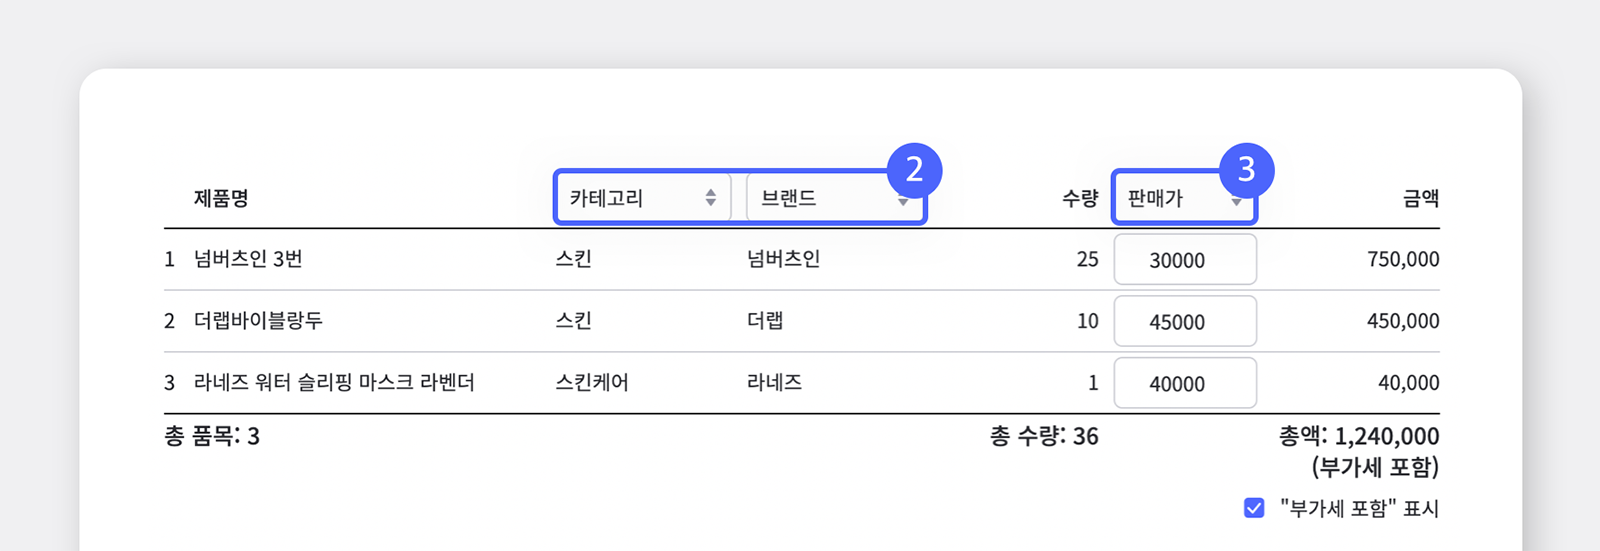 2
3
제품명 카테고리 브랜드 수량 판매가 금액
1 넘버츠인 3번 스킨 넘버츠인 25 30000 750,000
2 더랩바이블랑두 스킨 더랩 10 45000 450,000
3 라네즈 워터 슬리핑 마스크 라벤더 스킨케어 라네즈 1 40000 40,000
총 품목: 3 총 수량: 36 총액: 1,240,000
(부가세 포함)
"부가세 포함" 표시